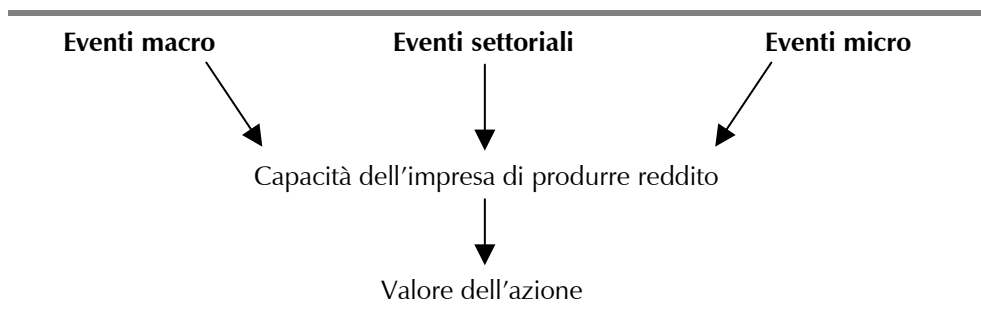 Eventi macro Eventi settoriali Eventi micro
Capacità dell'impresa di produrre reddito
Valore dell'azione